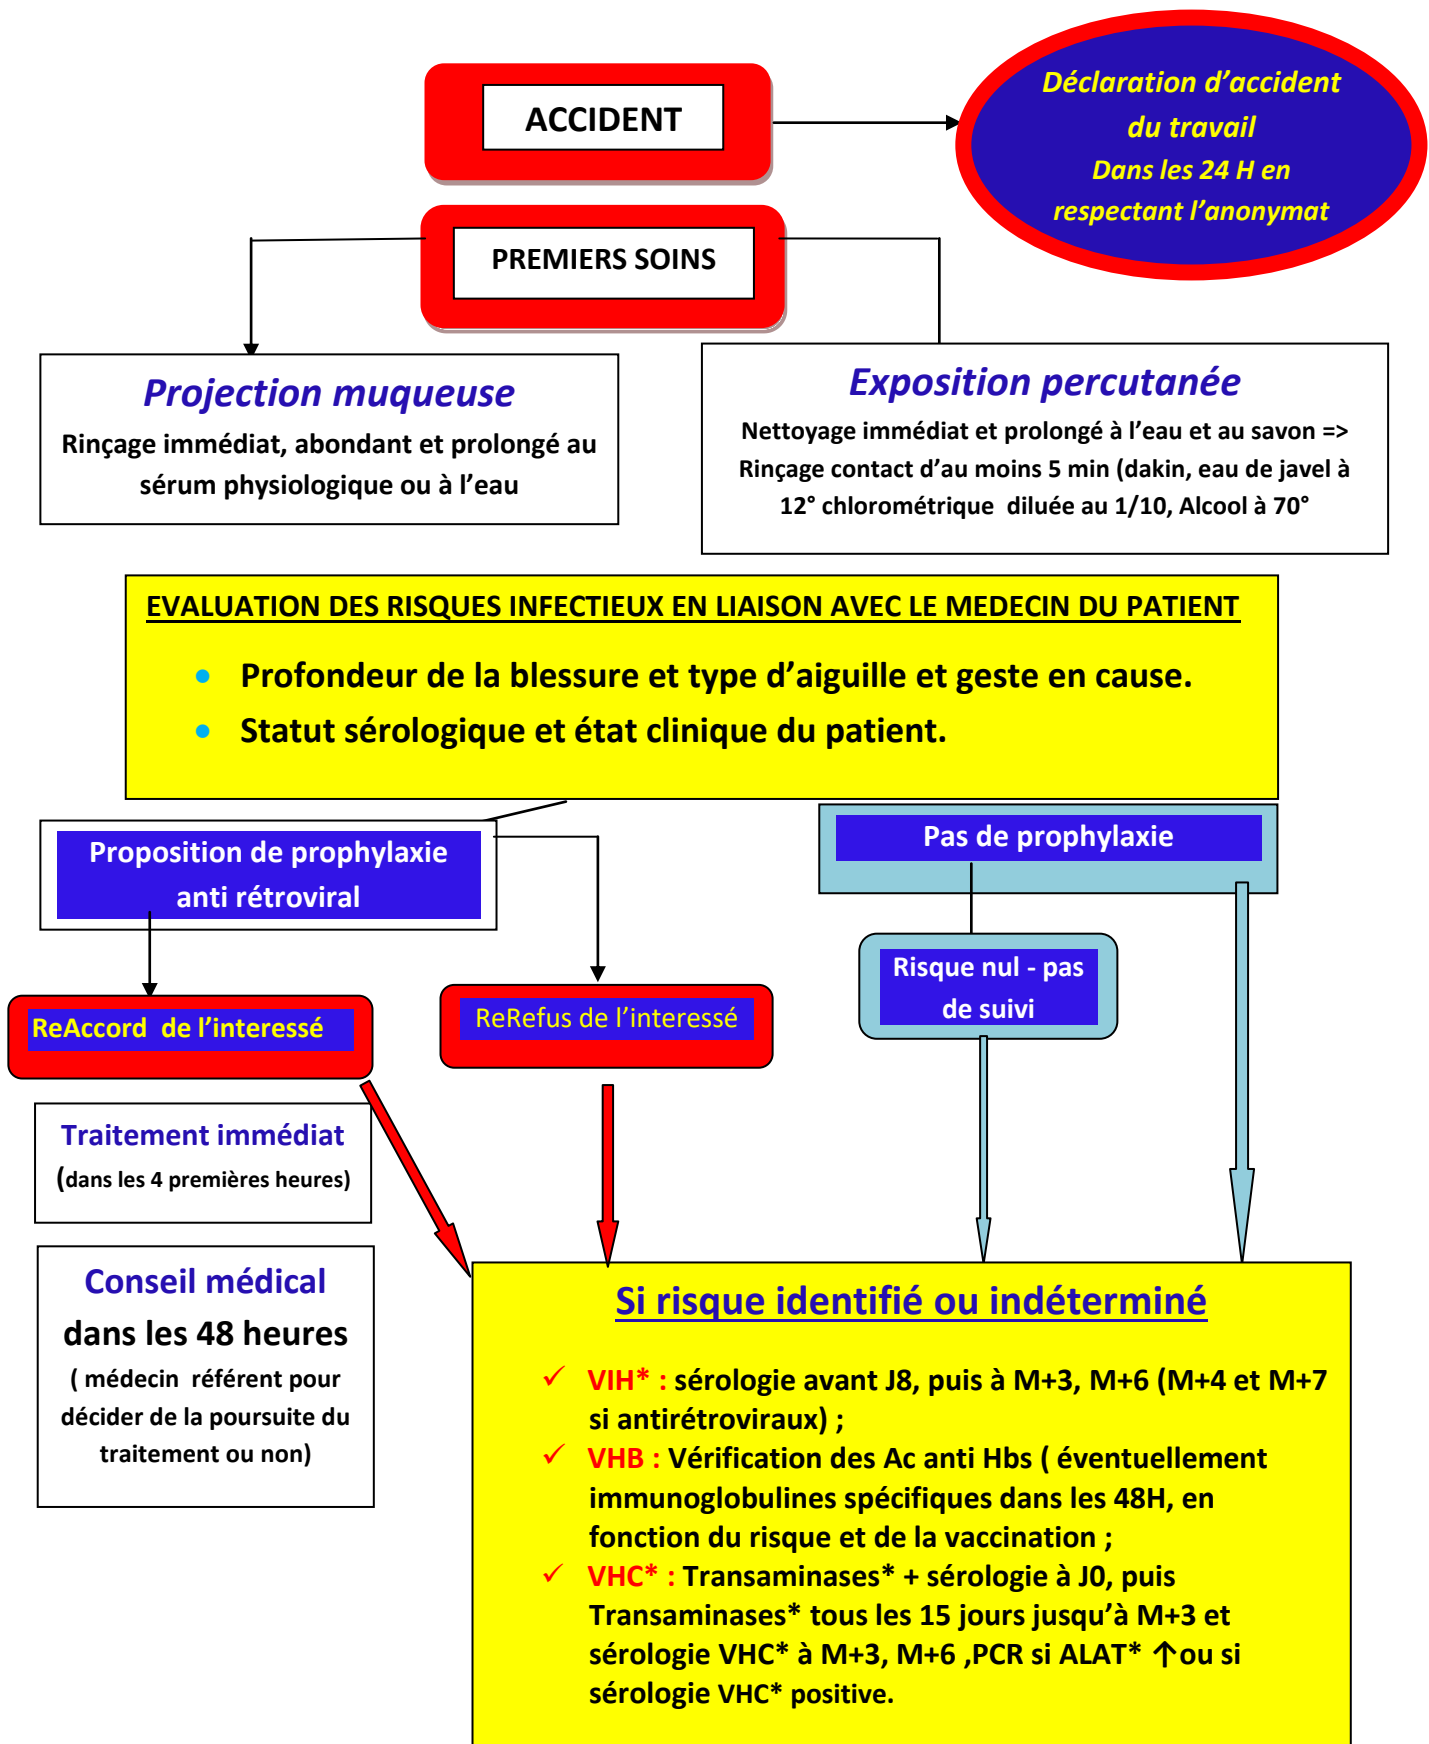 ACCIDENT
Déclaration d’accident
du travail
Dans les 24 H en
respectant l’anonymat
PREMIERS SOINS
Projection muqueuse
Rinçage immédiat, abondant et prolongé au
sérum physiologique ou à l’eau
Exposition percutanée
Nettoyage immédiat et prolongé à l’eau et au savon =>
Rinçage contact d’au moins 5 min (dakin, eau de javel à
12° chlorométrique diluée au 1/10, Alcool à 70°
EVALUATION DES RISQUES INFECTIEUX EN LIAISON AVEC LE MEDECIN DU PATIENT
• Profondeur de la blessure et type d’aiguille et geste en cause.
• Statut sérologique et état clinique du patient.
Proposition de prophylaxie
anti rétroviral
Pas de prophylaxie
Risque nul - pas
de suivi
ReAccord de l’interessé
ReRefus de l’interessé
Traitement immédiat
(dans les 4 premières heures)
Conseil médical
dans les 48 heures
( médecin référent pour
décider de la poursuite du
traitement ou non)
Si risque identifié ou indéterminé
✓ VIH* : sérologie avant J8, puis à M+3, M+6 (M+4 et M+7
si antirétroviraux) ;
✓ VHB : Vérification des Ac anti Hbs ( éventuellement
immunoglobulines spécifiques dans les 48H, en
fonction du risque et de la vaccination ;
✓ VHC* : Transaminases* + sérologie à J0, puis
Transaminases* tous les 15 jours jusqu’à M+3 et
sérologie VHC* à M+3, M+6 ,PCR si ALAT* ↑ou si
sérologie VHC* positive.